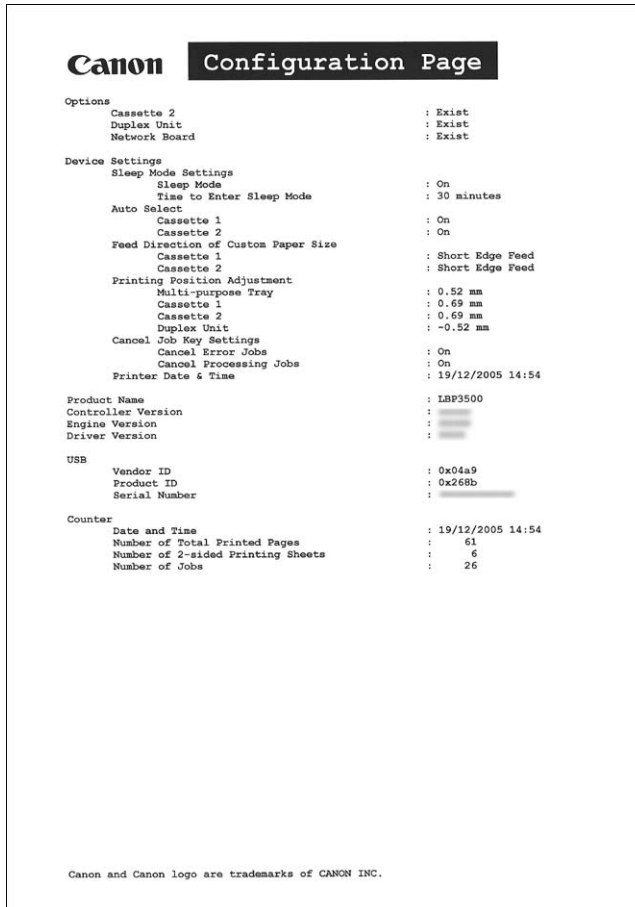 Canon Configuration Page
Options
Cassette 2 : Exist
Duplex Unit : Exist
Network Board : Exist
Device Settings
Sleep Mode Settings
Sleep Mode : On
Time to Enter Sleep Mode : 30 minutes
Auto Select
Cassette 1 : On
Cassette 2 : On
Feed Direction of Custom Paper Size
Cassette 1 : Short Edge Feed
Cassette 2 : Short Edge Feed
Printing Position Adjustment
Multi-purpose Tray : 0.52 mm
Cassette 1 : 0.69 mm
Cassette 2 : 0.69 mm
Duplex Unit : -0.52 mm
Cancel Job Key Settings
Cancel Error Jobs : On
Cancel Processing Jobs : On
Printer Date & Time : 19/12/2005 14:54
Product Name : LBP3500
Controller Version :
Engine Version :
Driver Version :
USB
Vendor ID : 0x04a9
Product ID : 0x268b
Serial Number :
Counter
Date and Time : 19/12/2005 14:54
Number of Total Printed Pages : 61
Number of 2-sided Printing Sheets : 6
Number of Jobs : 26
Canon and Canon logo are trademarks of CANON INC.